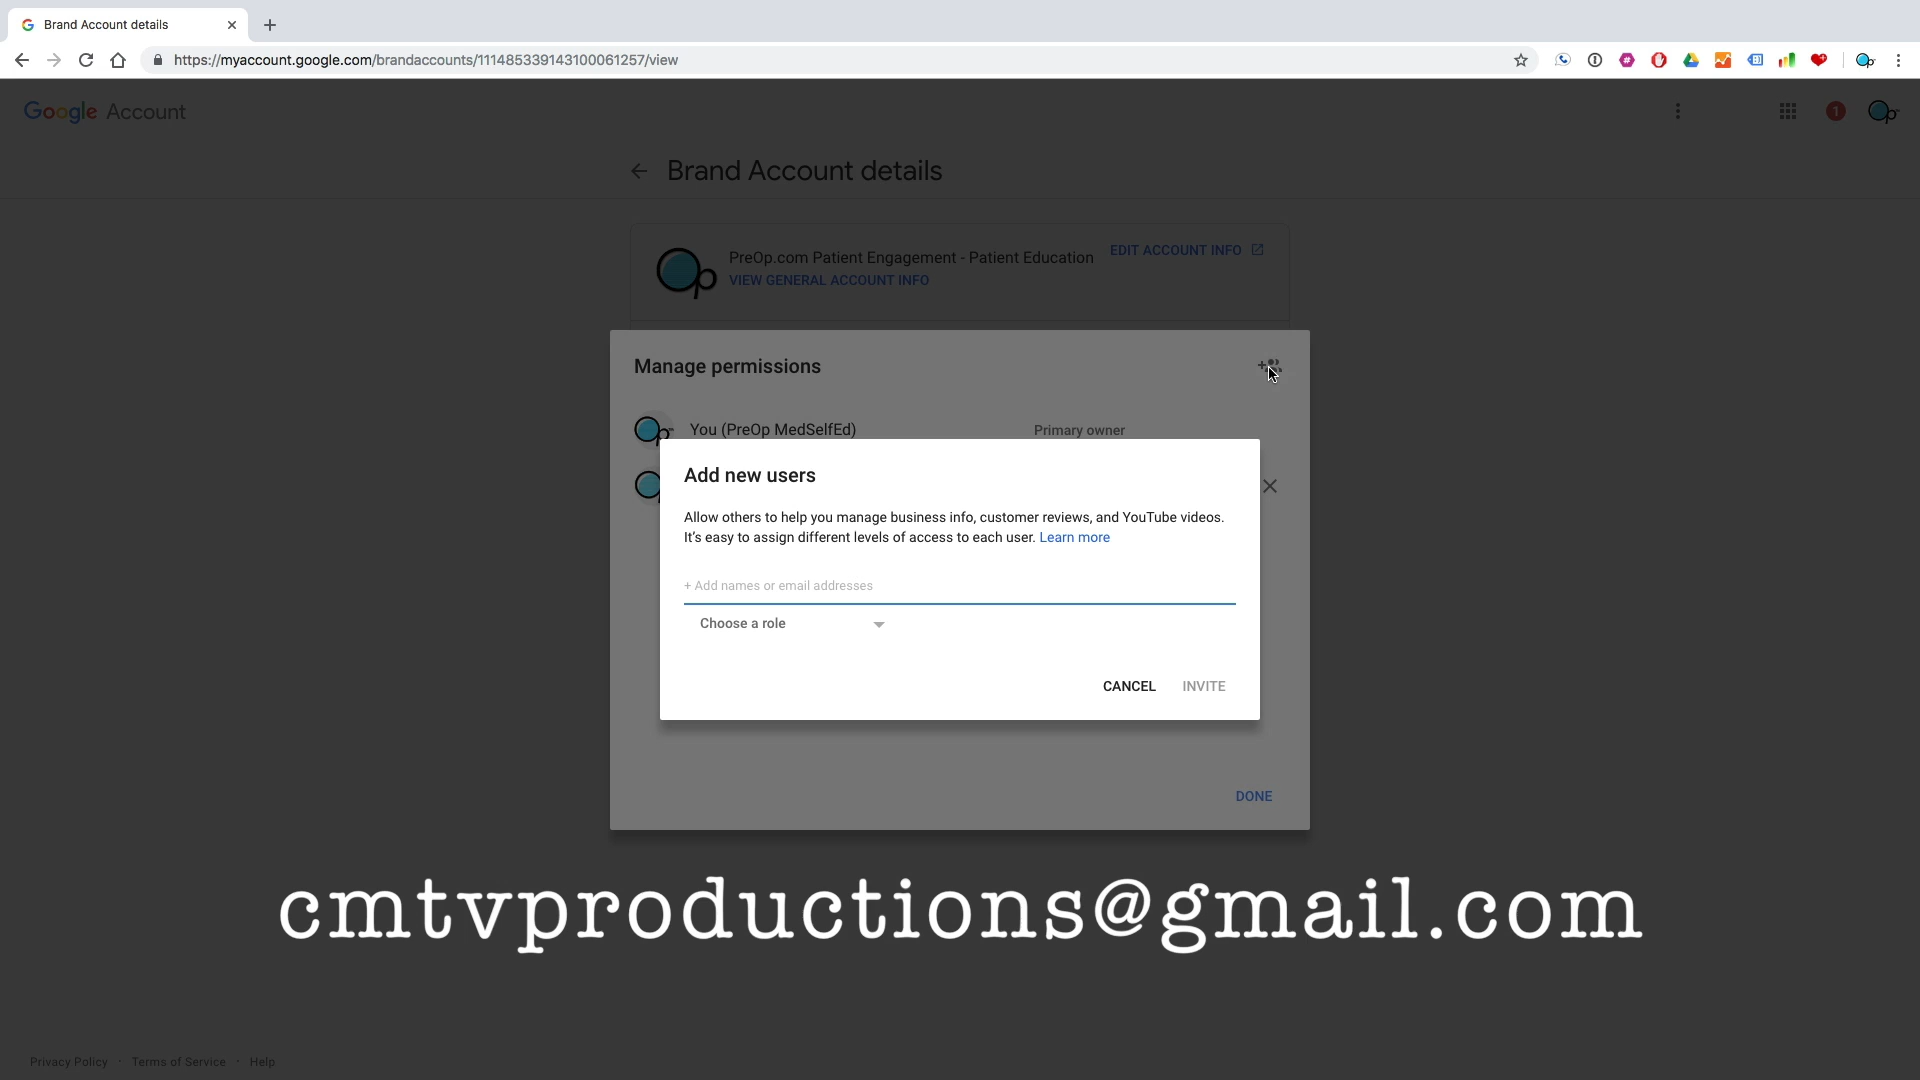 Brand Account details
https://myaccount.google.com/brandaccounts/111485339143100061257/view
Google Account
1
Brand Account details
PreOp.com Patient Engagement - Patient Education
EDIT ACCOUNT INFO
VIEW GENERAL ACCOUNT INFO
Manage permissions
You (PreOp MedSelfEd)
Primary owner
Add new users
Allow others to help you manage business info, customer reviews, and YouTube videos.
It's easy to assign different levels of access to each user. Learn more
+ Add names or email addresses
Choose a role
CANCEL
INVITE
DONE
cmtvproductions@gmail.com
Privacy Policy · Terms of Service · Help